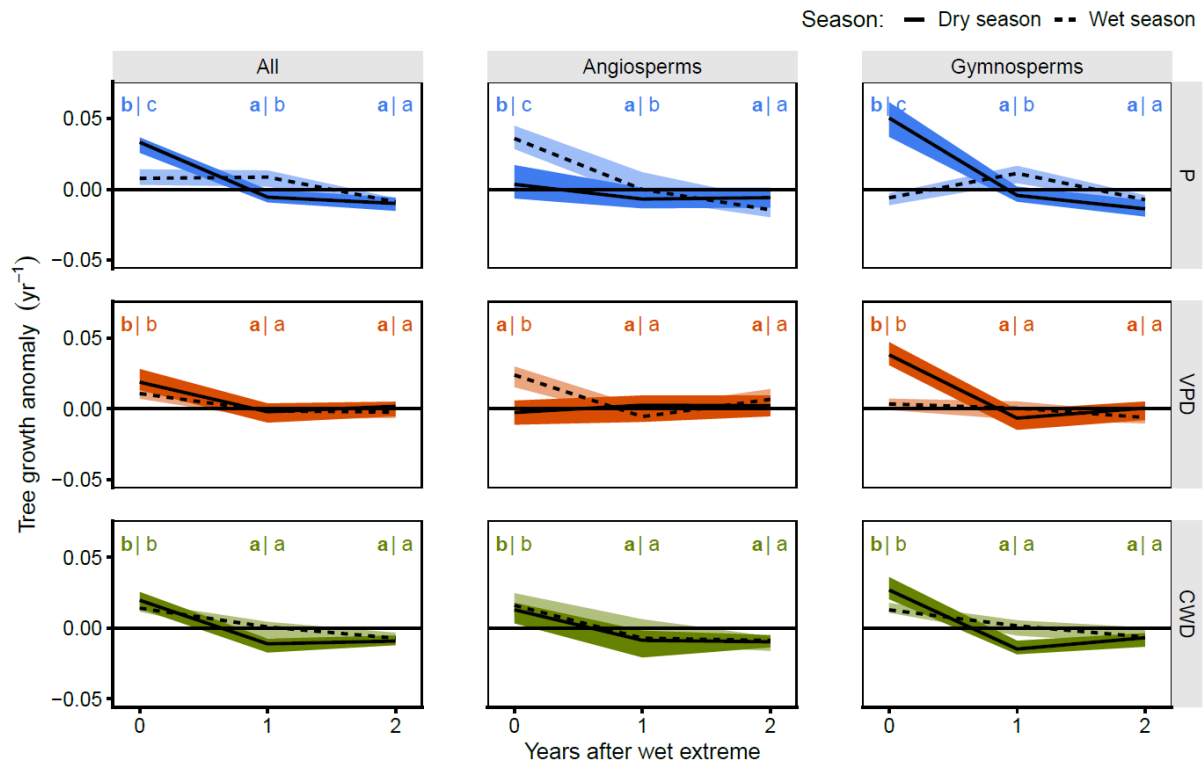 Season: Dry season Wet season
All Angiosperms Gymnosperms
b| c a| b a| a b| c a| b a| a b| c a| b a| a
0.05
0.00
−0.05
P
b| b a| a a| a a| b a| a a| a b| b a| a a| a
0.05
0.00
−0.05
VPD
b| b a| a a| a b| b a| a a| a b| b a| a a| a
0.05
0.00
−0.05
CWD
Tree growth anomaly (yr⁻¹)
0 1 2 0 1 2 0 1 2
Years after wet extreme